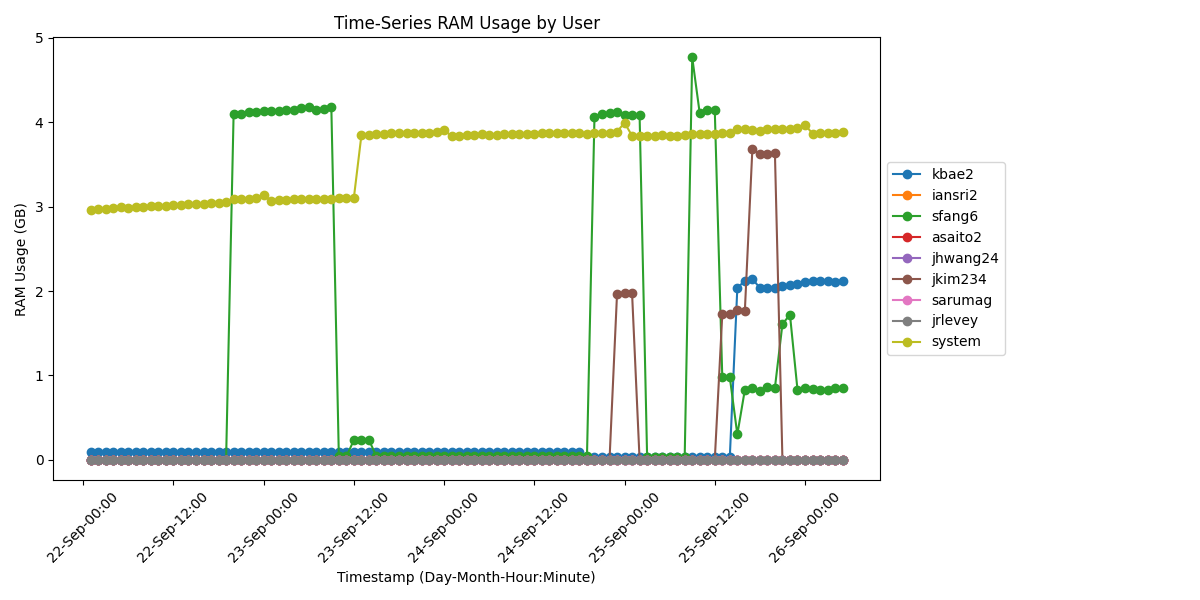 Time-Series RAM Usage by User
5
4
3
2
1
0
RAM Usage (GB)
22-Sep-00:00
22-Sep-12:00
23-Sep-00:00
23-Sep-12:00
24-Sep-00:00
24-Sep-12:00
25-Sep-00:00
25-Sep-12:00
26-Sep-00:00
Timestamp (Day-Month-Hour:Minute)
kbae2
iansri2
sfang6
asaito2
jhwang24
jkim234
sarumag
jrlevey
system